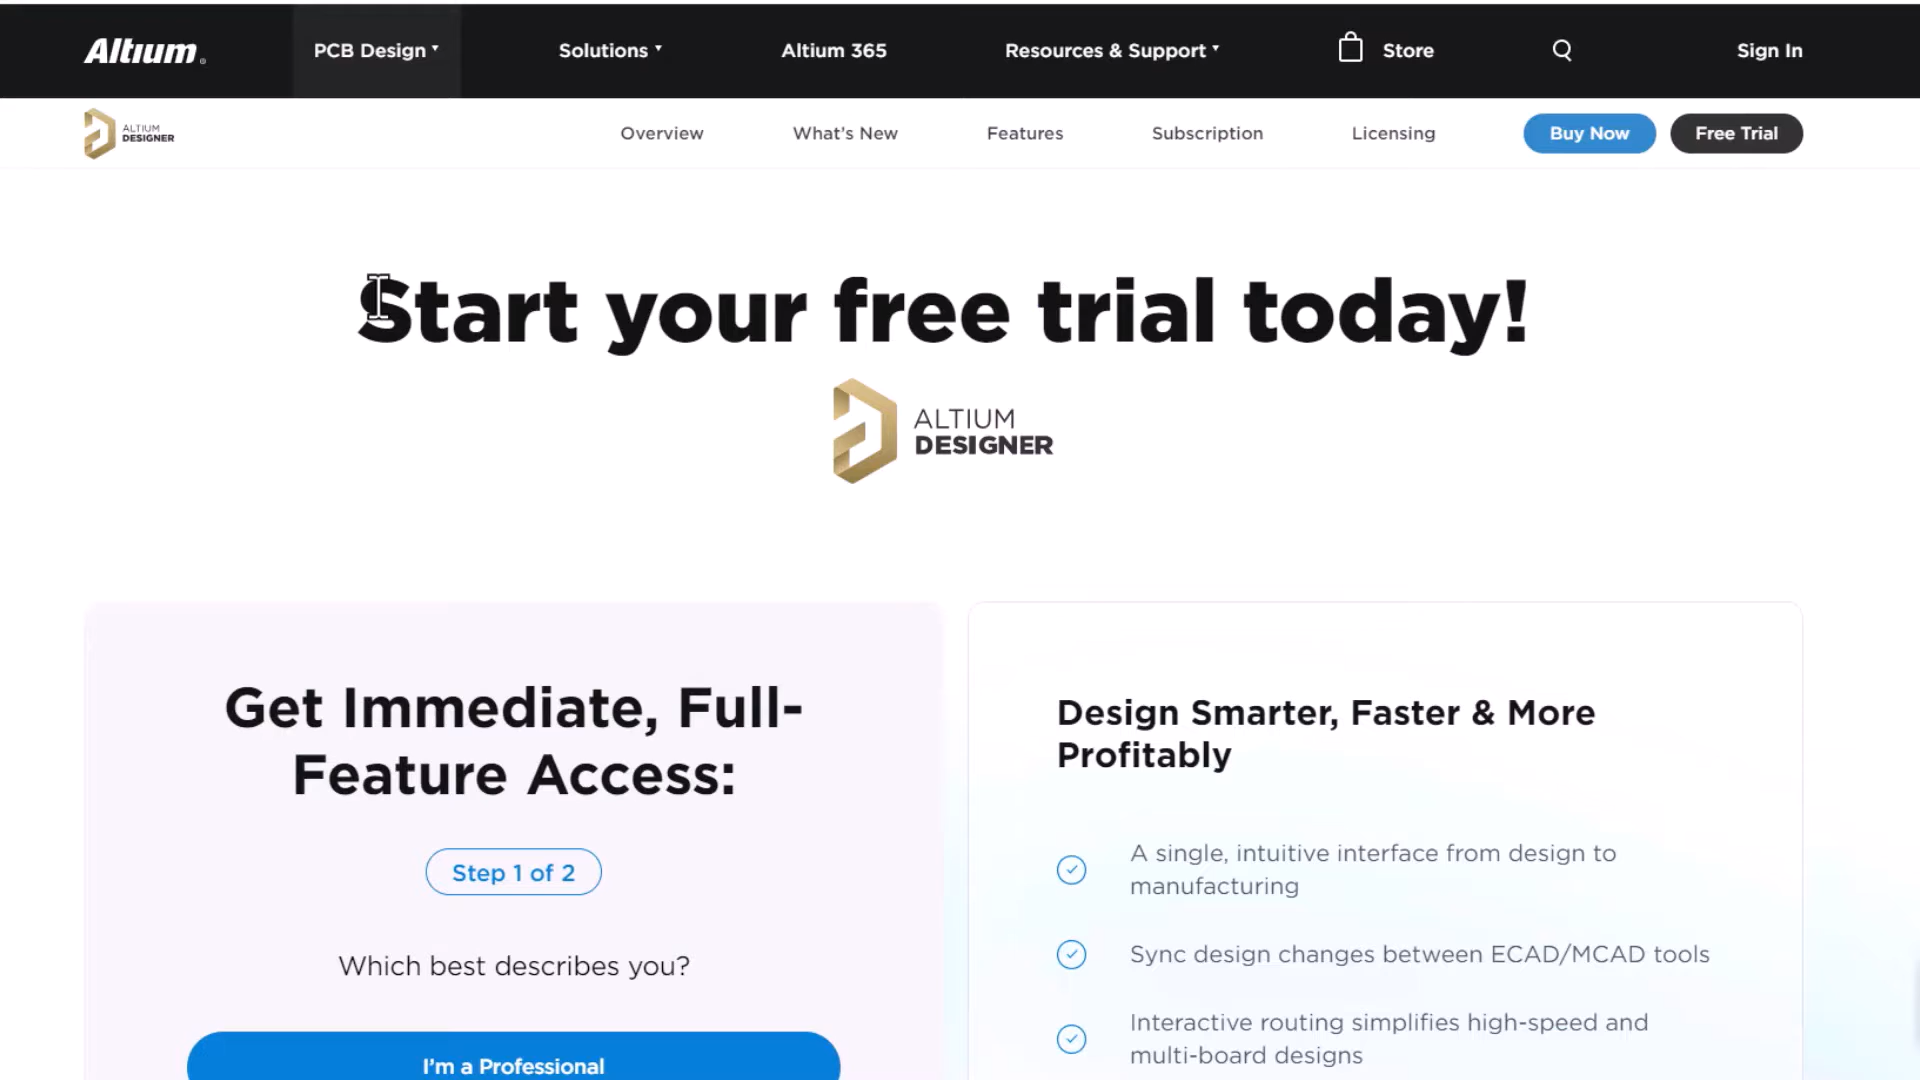 Altium®
PCB Design
Solutions
Altium 365
Resources & Support
Store
Sign In
ALTIUM
DESIGNER
Overview
What's New
Features
Subscription
Licensing
Buy Now
Free Trial
Start your free trial today!
ALTIUM
DESIGNER
Get Immediate, Full-
Feature Access:
Step 1 of 2
Which best describes you?
I'm a Professional
Design Smarter, Faster & More
Profitably
A single, intuitive interface from design to
manufacturing
Sync design changes between ECAD/MCAD tools
Interactive routing simplifies high-speed and
multi-board designs